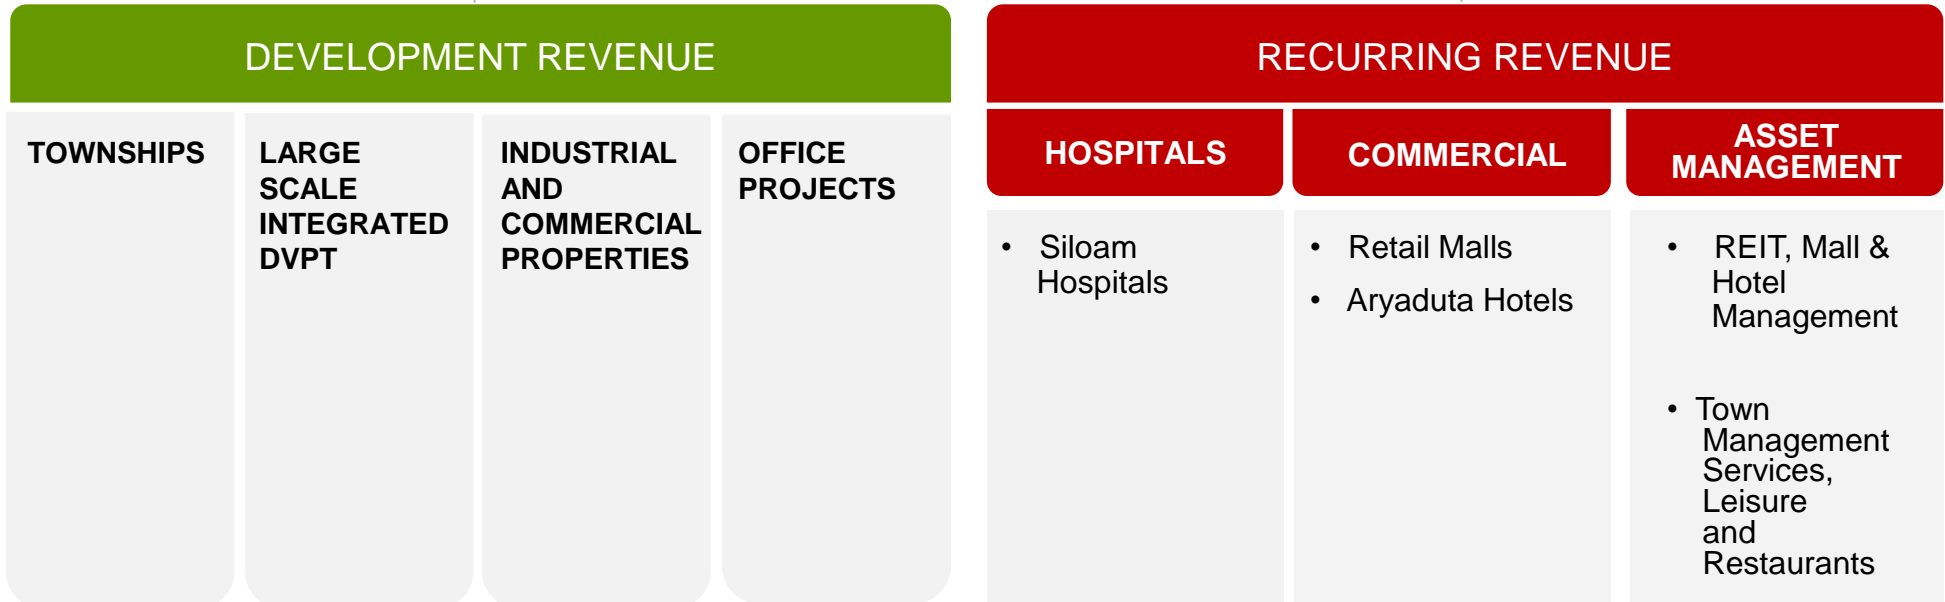 DEVELOPMENT REVENUE
TOWNSHIPS
LARGE
SCALE
INTEGRATED
DVPT
INDUSTRIAL
AND
COMMERCIAL
PROPERTIES
OFFICE
PROJECTS
RECURRING REVENUE
HOSPITALS
• Siloam
Hospitals
COMMERCIAL
• Retail Malls
• Aryaduta Hotels
ASSET
MANAGEMENT
• REIT, Mall &
Hotel
Management
• Town
Management
Services,
Leisure
and
Restaurants